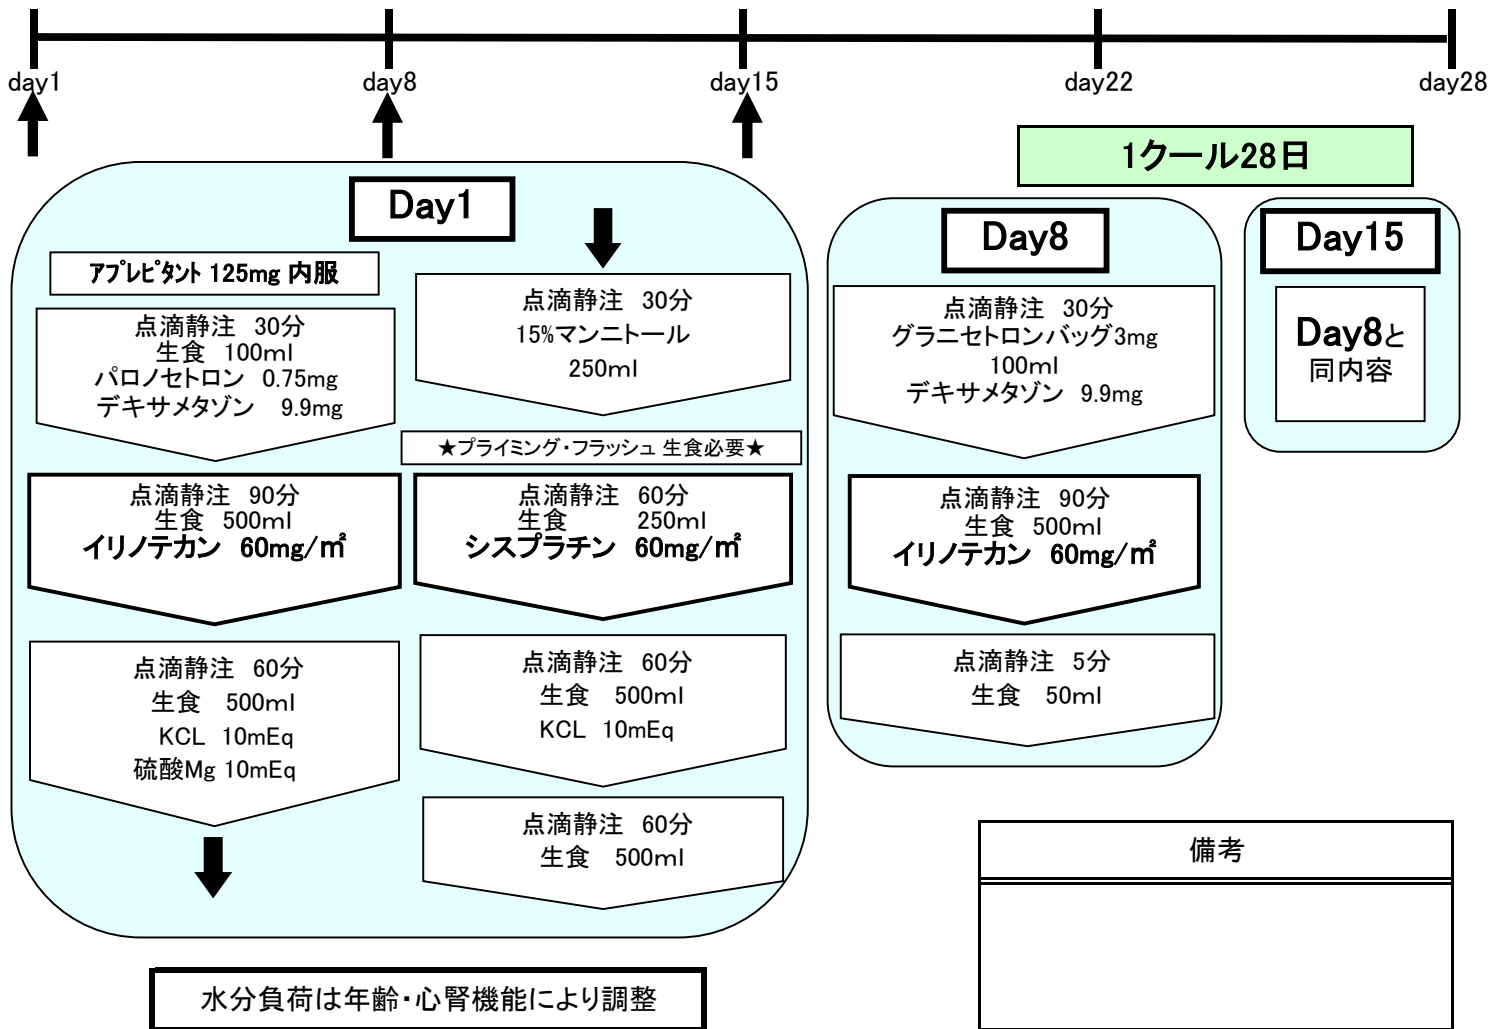 day1
day8
day15
day22
day28
1クール28日
Day1
アプレピタント 125mg 内服
点滴静注 30分
生食 100ml
パロノセトロン 0.75mg
デキサメタゾン 9.9mg
点滴静注 90分
生食 500ml
イリノテカン 60mg/㎡
点滴静注 60分
生食 500ml
KCL 10mEq
硫酸Mg 10mEq
点滴静注 30分
15%マンニトール
250ml
★プライミング・フラッシュ 生食必要★
点滴静注 60分
生食 250ml
シスプラチン 60mg/㎡
点滴静注 60分
生食 500ml
KCL 10mEq
点滴静注 60分
生食 500ml
Day8
点滴静注 30分
グラニセトロンバッグ3mg
100ml
デキサメタゾン 9.9mg
点滴静注 90分
生食 500ml
イリノテカン 60mg/㎡
点滴静注 5分
生食 50ml
Day15
Day8と
同内容
備考
水分負荷は年齢・心腎機能により調整